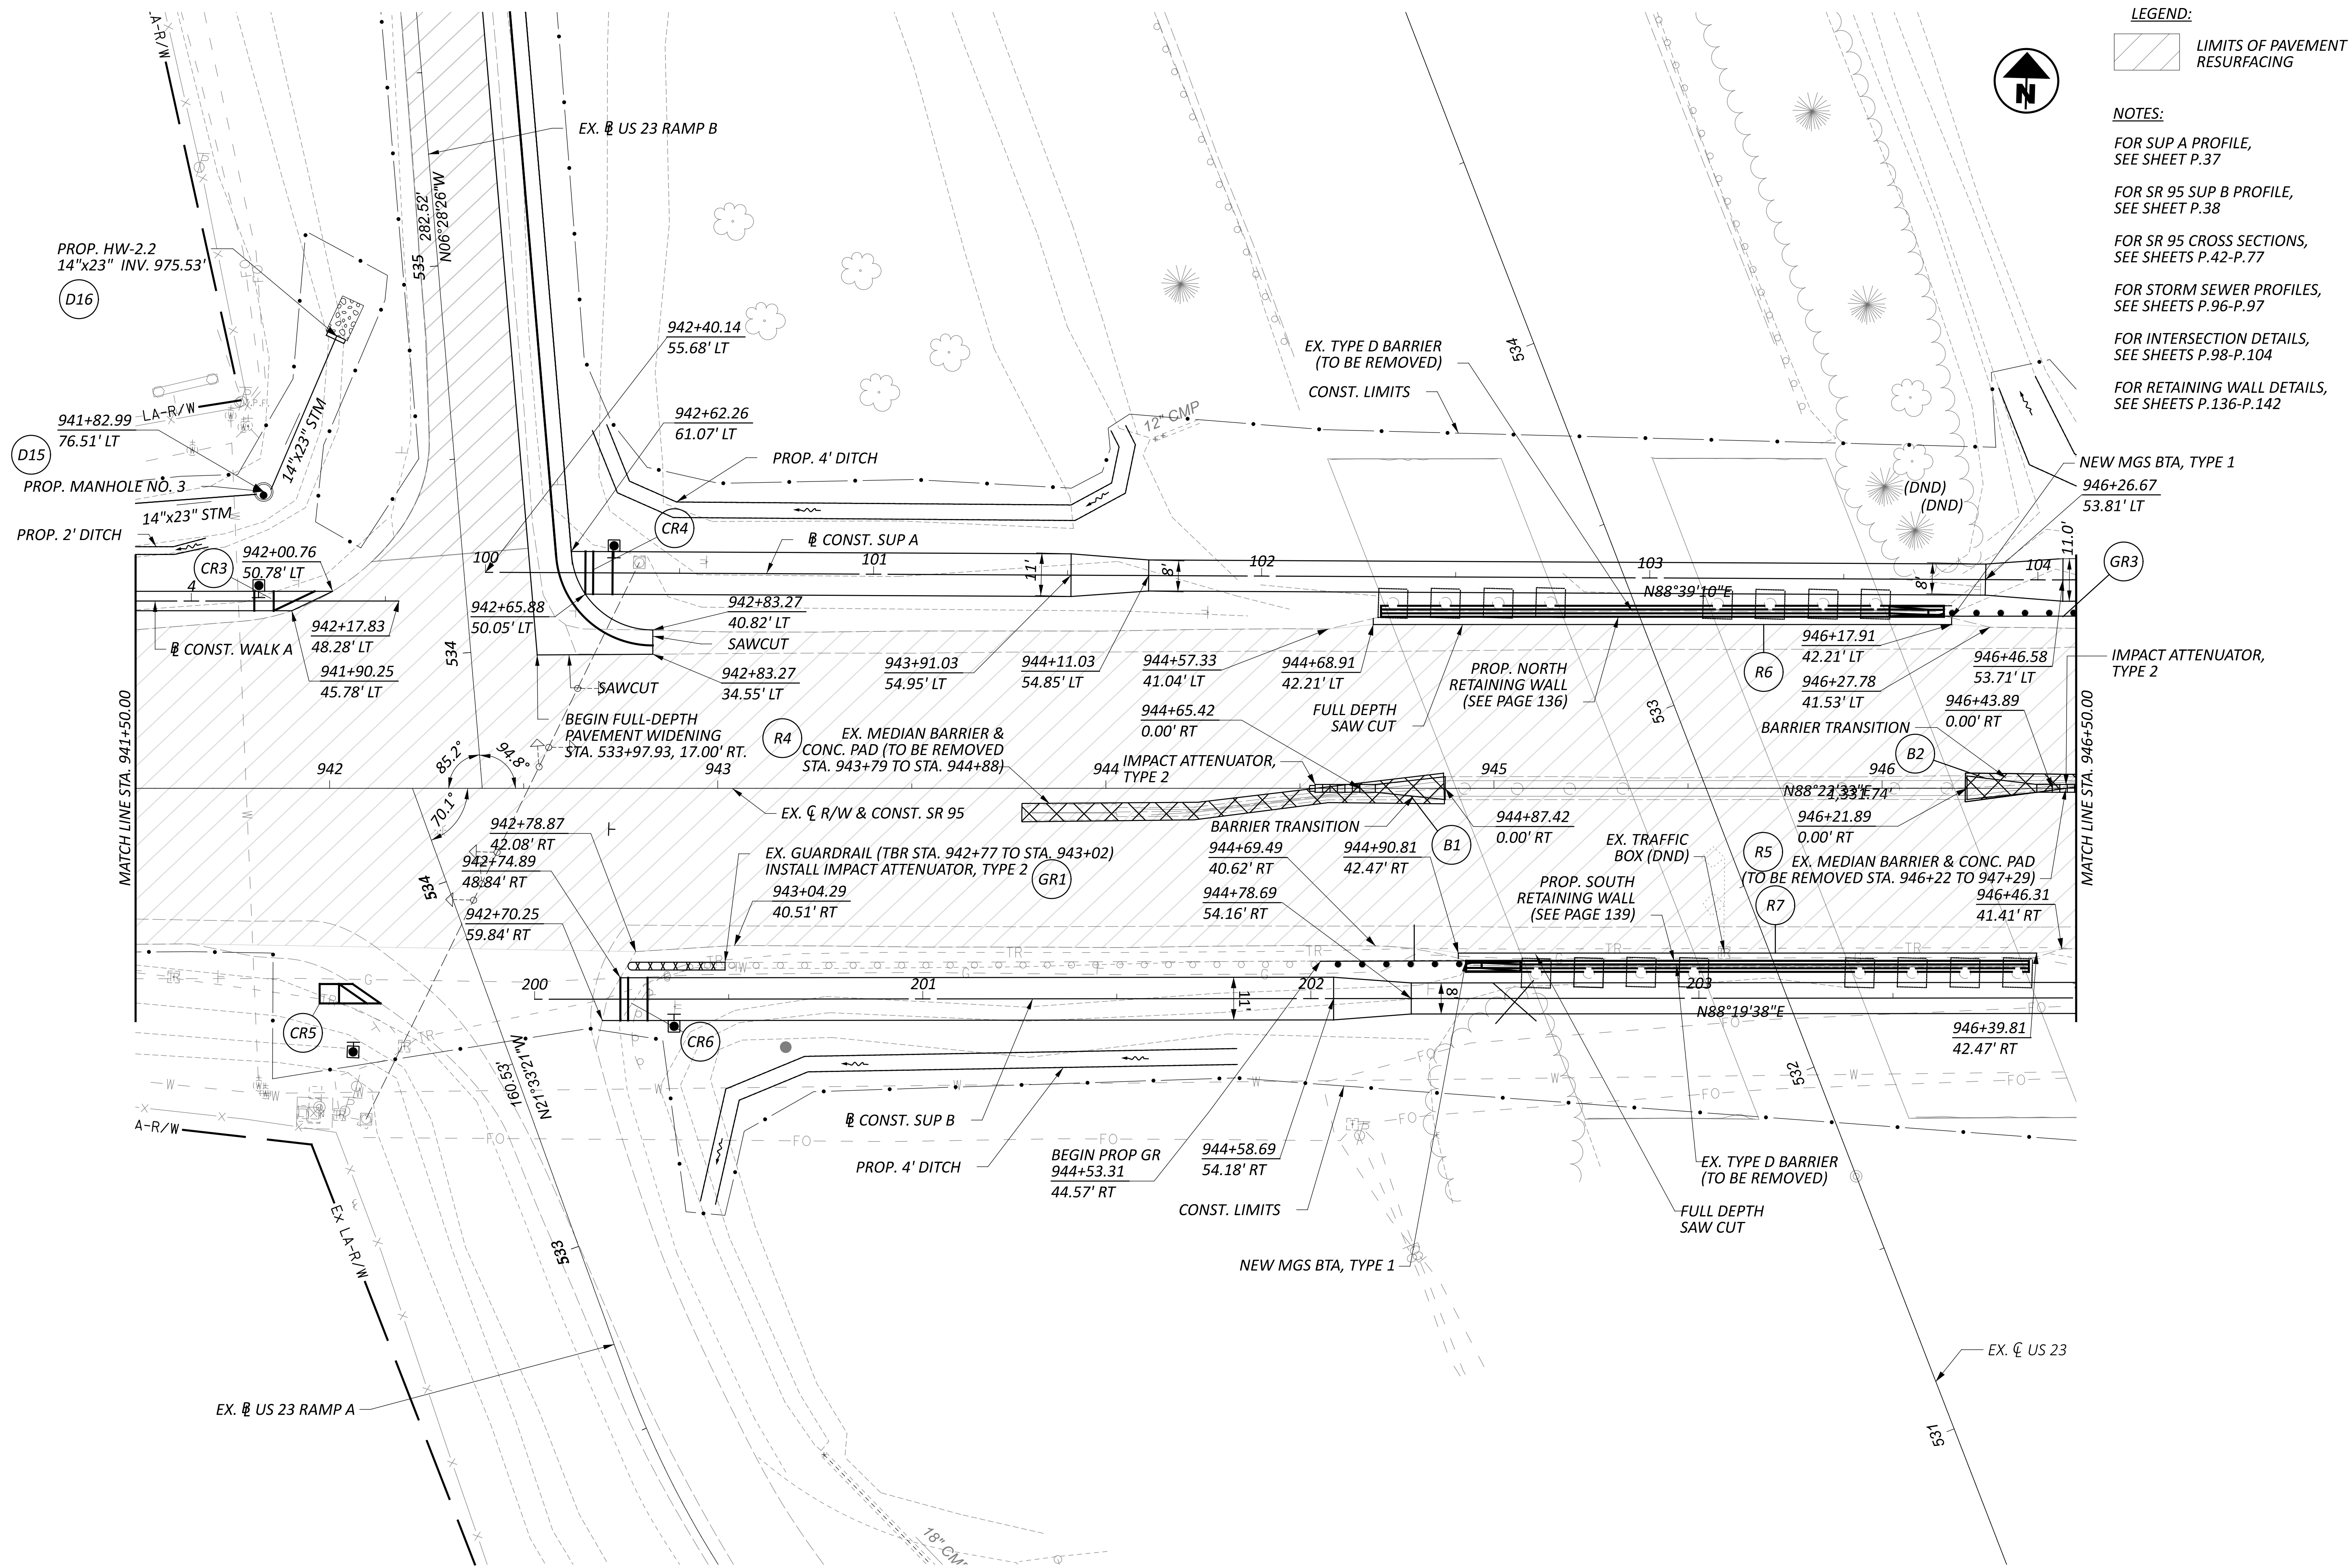 LEGEND:
LIMITS OF PAVEMENT
RESURFACING
N
NOTES:
FOR SUP A PROFILE,
SEE SHEET P.37
FOR SR 95 SUP B PROFILE,
SEE SHEET P.38
FOR SR 95 CROSS SECTIONS,
SEE SHEETS P.42-P.77
FOR STORM SEWER PROFILES,
SEE SHEETS P.96-P.97
FOR INTERSECTION DETAILS,
SEE SHEETS P.98-P.104
FOR RETAINING WALL DETAILS,
SEE SHEETS P.136-P.142
LA-R/W
EX. ℄ US 23 RAMP B
282.52'
N06°28'26"W
535
PROP. HW-2.2
14"x23" INV. 975.53'
D16
941+82.99
76.51' LT
LA-R/W
D15
PROP. MANHOLE NO. 3
14"x23" STM
14"x23" STM
PROP. 2' DITCH
CR3
942+00.76
50.78' LT
4
942+17.83
48.28' LT
B CONST. WALK A
941+90.25
45.78' LT
MATCH LINE STA. 941+50.00
942+40.14
55.68' LT
942+62.26
61.07' LT
PROP. 4' DITCH
CR4
B CONST. SUP A
100
101
102
103
104
11'
8'
8'
11.0'
12" CMP
EX. TYPE D BARRIER
(TO BE REMOVED)
CONST. LIMITS
534
(DND)
(DND)
NEW MGS BTA, TYPE 1
946+26.67
53.81' LT
GR3
N88°39'10"E
942+65.88
50.05' LT
942+83.27
40.82' LT
SAWCUT
942+83.27
34.55' LT
SAWCUT
534
943+91.03
54.95' LT
944+11.03
54.85' LT
944+57.33
41.04' LT
944+68.91
42.21' LT
PROP. NORTH
RETAINING WALL
(SEE PAGE 136)
FULL DEPTH
SAW CUT
R6
946+17.91
42.21' LT
946+27.78
41.53' LT
946+46.58
53.71' LT
946+43.89
0.00' RT
IMPACT ATTENUATOR,
TYPE 2
BARRIER TRANSITION
B2
MATCH LINE STA. 946+50.00
BEGIN FULL-DEPTH
PAVEMENT WIDENING
STA. 533+97.93, 17.00' RT.
R4
EX. MEDIAN BARRIER &
CONC. PAD (TO BE REMOVED
STA. 943+79 TO STA. 944+88)
944+65.42
0.00' RT
IMPACT ATTENUATOR,
TYPE 2
533
85.2°
94.8°
70.1°
942
943
944
945
946
N88°22'33"E
1,331.74'
EX. ℄ R/W & CONST. SR 95
BARRIER TRANSITION
B1
944+87.42
0.00' RT
946+21.89
0.00' RT
942+78.87
42.08' RT
942+74.89
48.84' RT
942+70.25
59.84' RT
534
EX. GUARDRAIL (TBR STA. 942+77 TO STA. 943+02)
INSTALL IMPACT ATTENUATOR, TYPE 2
GR1
943+04.29
40.51' RT
944+69.49
40.62' RT
944+90.81
42.47' RT
944+78.69
54.16' RT
EX. TRAFFIC
BOX (DND)
R5
EX. MEDIAN BARRIER & CONC. PAD
(TO BE REMOVED STA. 946+22 TO 947+29)
PROP. SOUTH
RETAINING WALL
(SEE PAGE 139)
R7
946+46.31
41.41' RT
200
201
202
203
11'
8'
N88°19'38"E
946+39.81
42.47' RT
CR5
CR6
TR
G
W
FO
160.53'
N21°33'21"W
B CONST. SUP B
PROP. 4' DITCH
BEGIN PROP GR
944+53.31
44.57' RT
944+58.69
54.18' RT
CONST. LIMITS
NEW MGS BTA, TYPE 1
EX. TYPE D BARRIER
(TO BE REMOVED)
FULL DEPTH
SAW CUT
532
A-R/W
Ex LA-R/W
533
EX. B US 23 RAMP A
EX. ℄ US 23
531
18" CMP